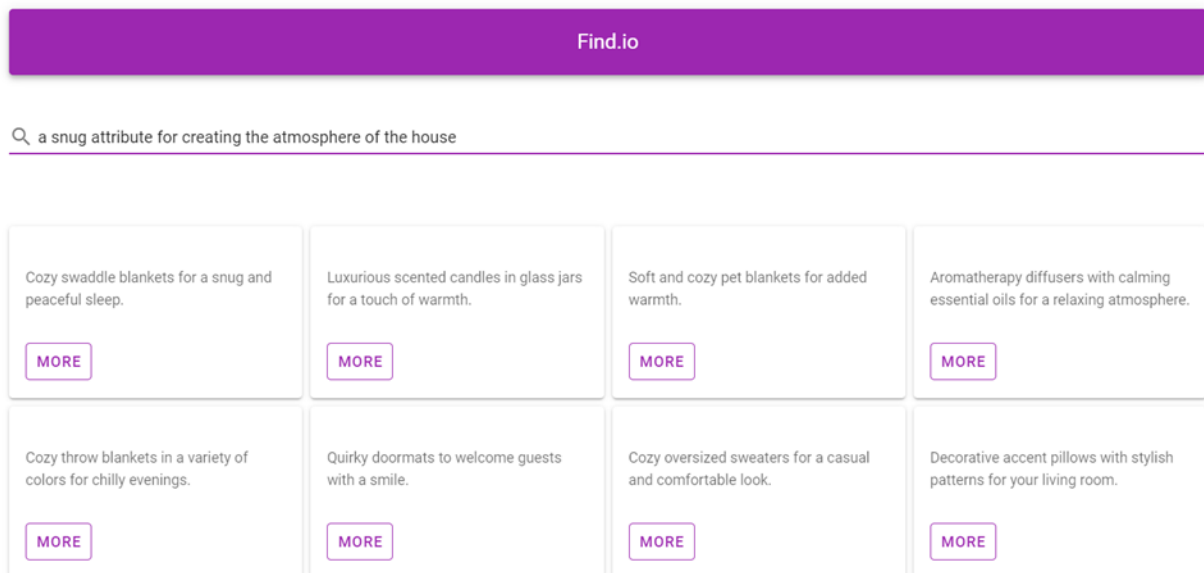 Find.io
a snug attribute for creating the atmosphere of the house
Cozy swaddle blankets for a snug and
peaceful sleep.
MORE
Luxurious scented candles in glass jars
for a touch of warmth.
MORE
Soft and cozy pet blankets for added
warmth.
MORE
Aromatherapy diffusers with calming
essential oils for a relaxing atmosphere.
MORE
Cozy throw blankets in a variety of
colors for chilly evenings.
MORE
Quirky doormats to welcome guests
with a smile.
MORE
Cozy oversized sweaters for a casual
and comfortable look.
MORE
Decorative accent pillows with stylish
patterns for your living room.
MORE